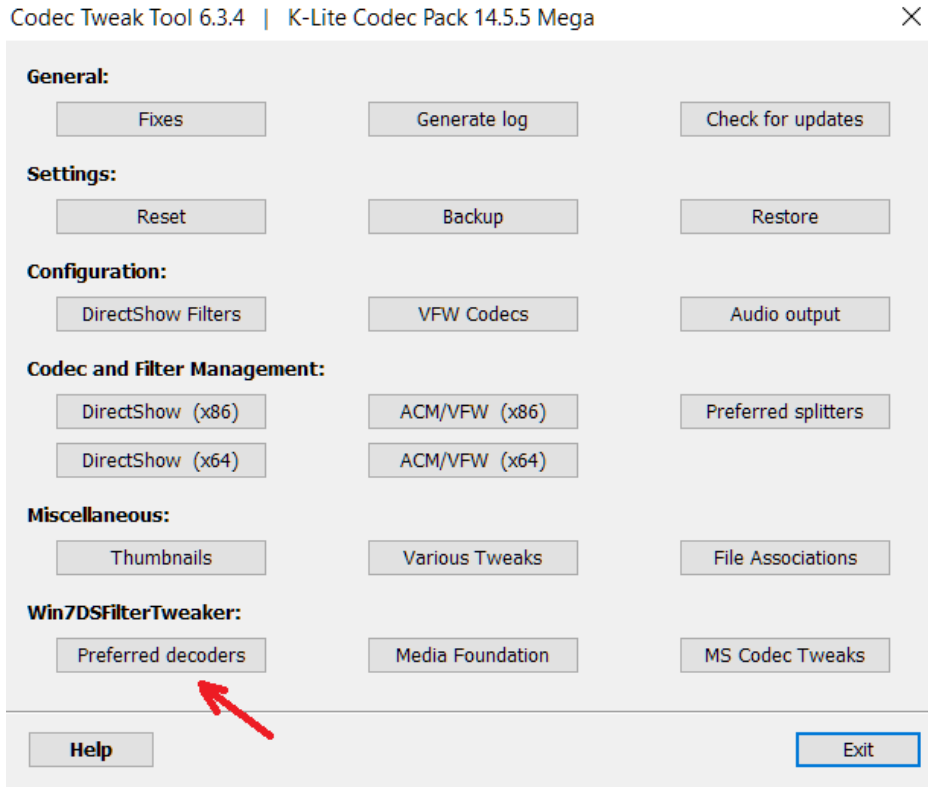 Codec Tweak Tool 6.3.4 | K-Lite Codec Pack 14.5.5 Mega
General:
Fixes Generate log Check for updates
Settings:
Reset Backup Restore
Configuration:
DirectShow Filters VFW Codecs Audio output
Codec and Filter Management:
DirectShow (x86) ACM/VFW (x86) Preferred splitters
DirectShow (x64) ACM/VFW (x64)
Miscellaneous:
Thumbnails Various Tweaks File Associations
Win7DSFilterTweaker:
Preferred decoders Media Foundation MS Codec Tweaks
Help Exit